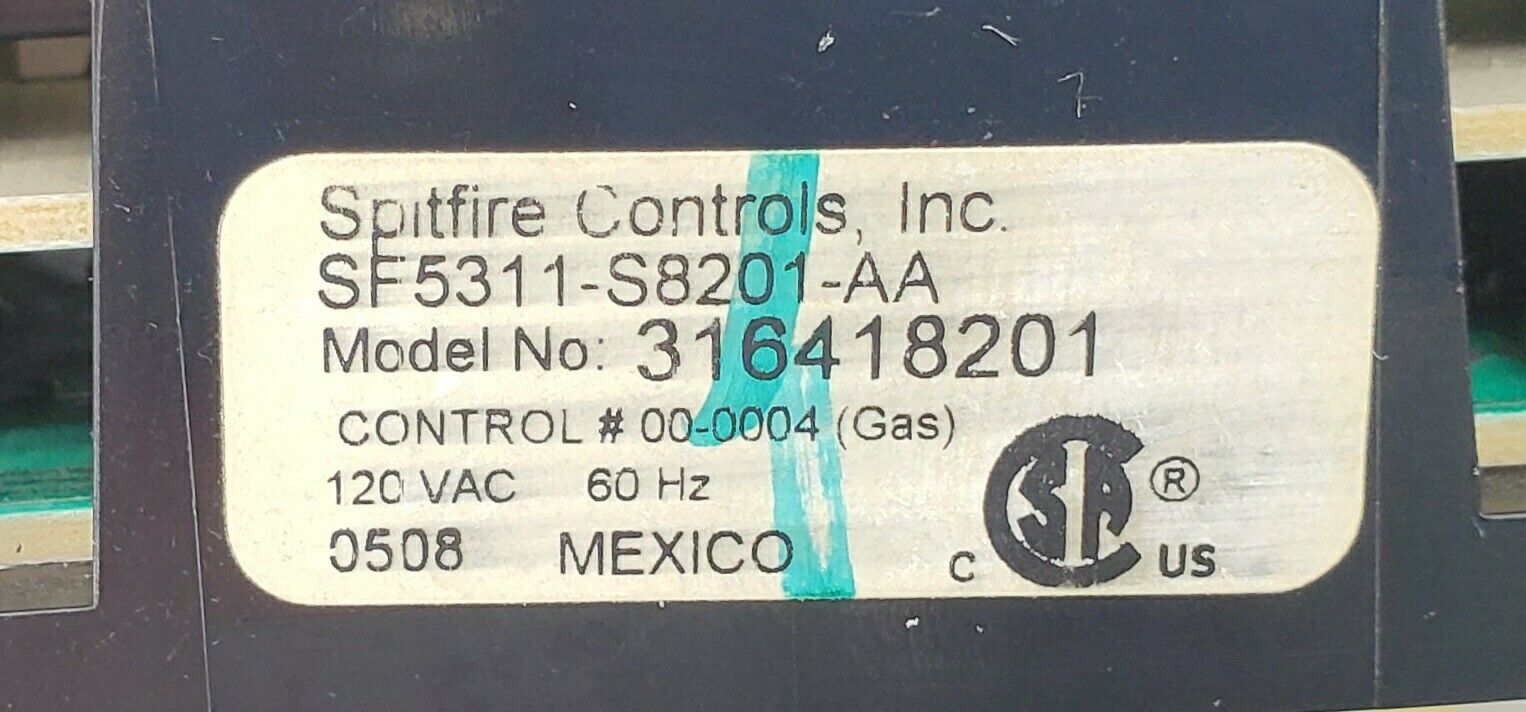 Spitfire Controls, Inc.
SF5311-S8201-AA
Model No: 316418201
CONTROL # 00-0004 (Gas)
120 VAC 60 Hz
0508 MEXICO
C SA ® US